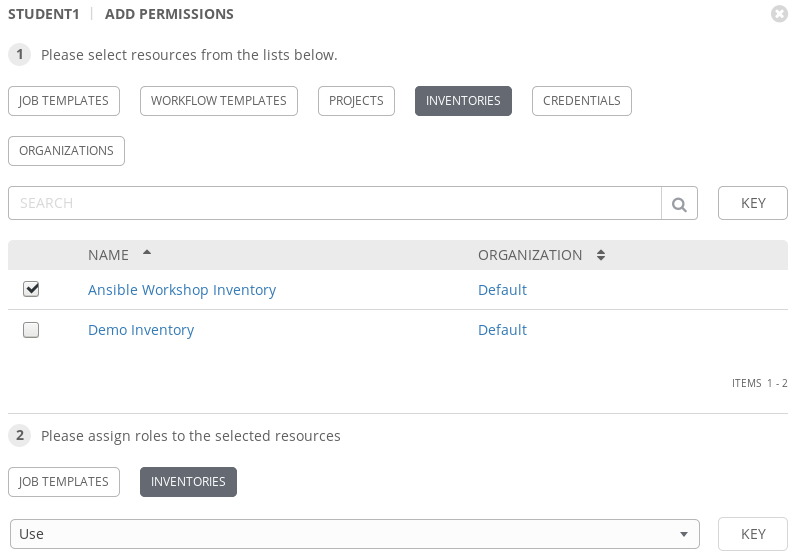 STUDENT1 | ADD PERMISSIONS
1 Please select resources from the lists below.
JOB TEMPLATES WORKFLOW TEMPLATES PROJECTS INVENTORIES CREDENTIALS
ORGANIZATIONS
SEARCH KEY
NAME ORGANIZATION
Ansible Workshop Inventory Default
Demo Inventory Default
ITEMS 1 - 2
2 Please assign roles to the selected resources
JOB TEMPLATES INVENTORIES
Use KEY